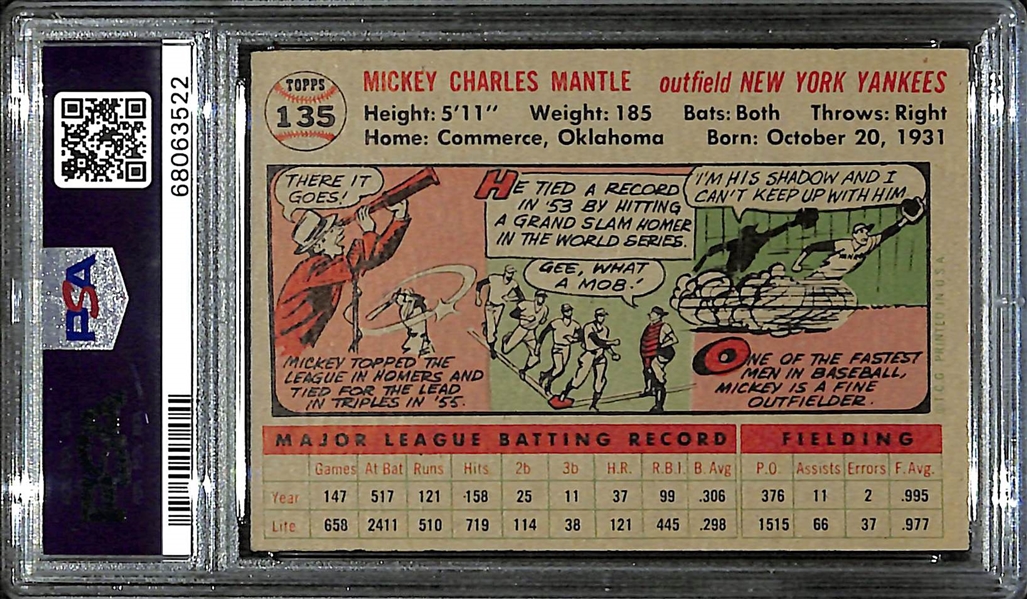 68063522
PSA
TOPPS
135
MICKEY CHARLES MANTLE outfield NEW YORK YANKEES
Height: 5'11" Weight: 185 Bats: Both Throws: Right
Home: Commerce, Oklahoma Born: October 20, 1931
THERE IT
GOES!
MICKEY TOPPED THE
LEAGUE IN HOMERS AND
TIED FOR THE LEAD
IN TRIPLES IN '55.
HE TIED A RECORD
IN '53 BY HITTING
A GRAND SLAM HOMER
IN THE WORLD SERIES.
GEE, WHAT
A MOB!
I'M HIS SHADOW AND I
CAN'T KEEP UP WITH HIM
ONE OF THE FASTEST
MEN IN BASEBALL,
MICKEY IS A FINE
OUTFIELDER.
© T.C.G. PRINTED IN U.S.A.
MAJOR LEAGUE BATTING RECORD FIELDING
Games At Bat Runs Hits 2b 3b H.R. R.B.I. B. Avg. P.O. Assists Errors F. Avg.
Year 147 517 121 158 25 11 37 99 .306 376 11 2 .995
Life 658 2411 510 719 114 38 121 445 .298 1515 66 37 .977